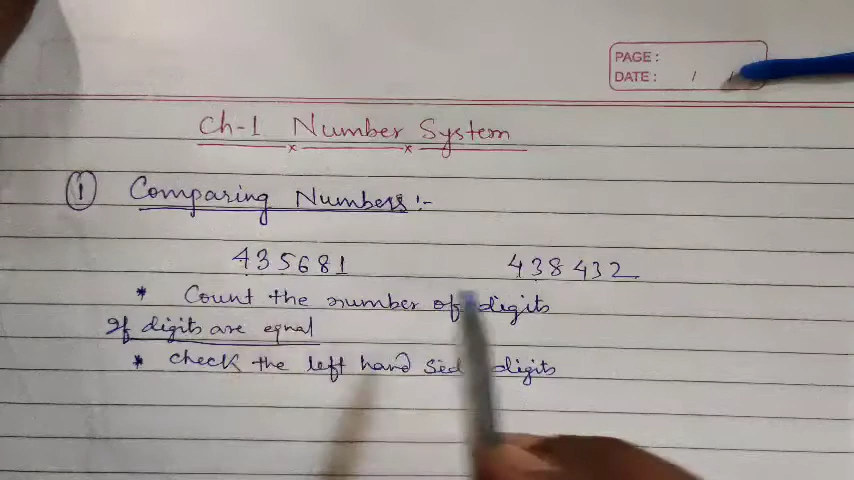 PAGE:
DATE: / /
Ch-1 Number System
① Comparing Numbers :-
435681 438432
* Count the number of digits
If digits are equal
* check the left hand digits